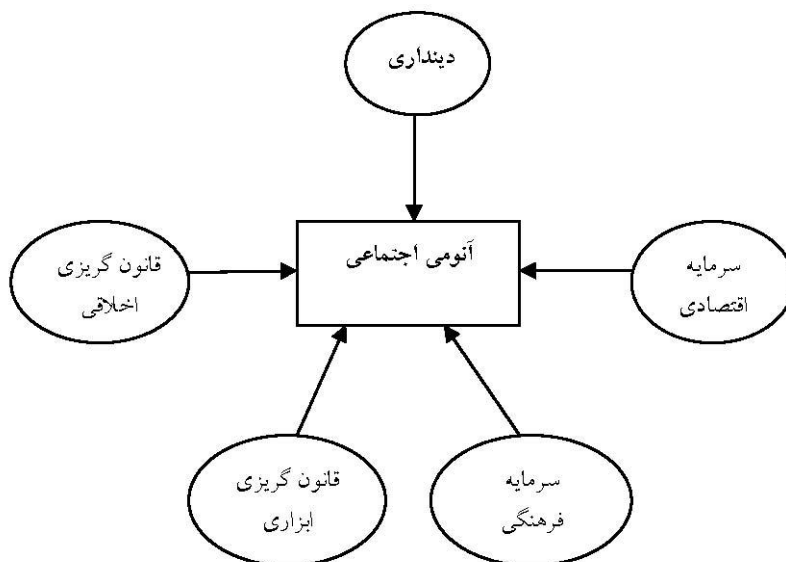 دینداری
آنومی اجتماعی
قانون گریزی
اخلاقی
سرمایه
اقتصادی
قانون گریزی
ابزاری
سرمایه
فرهنگی